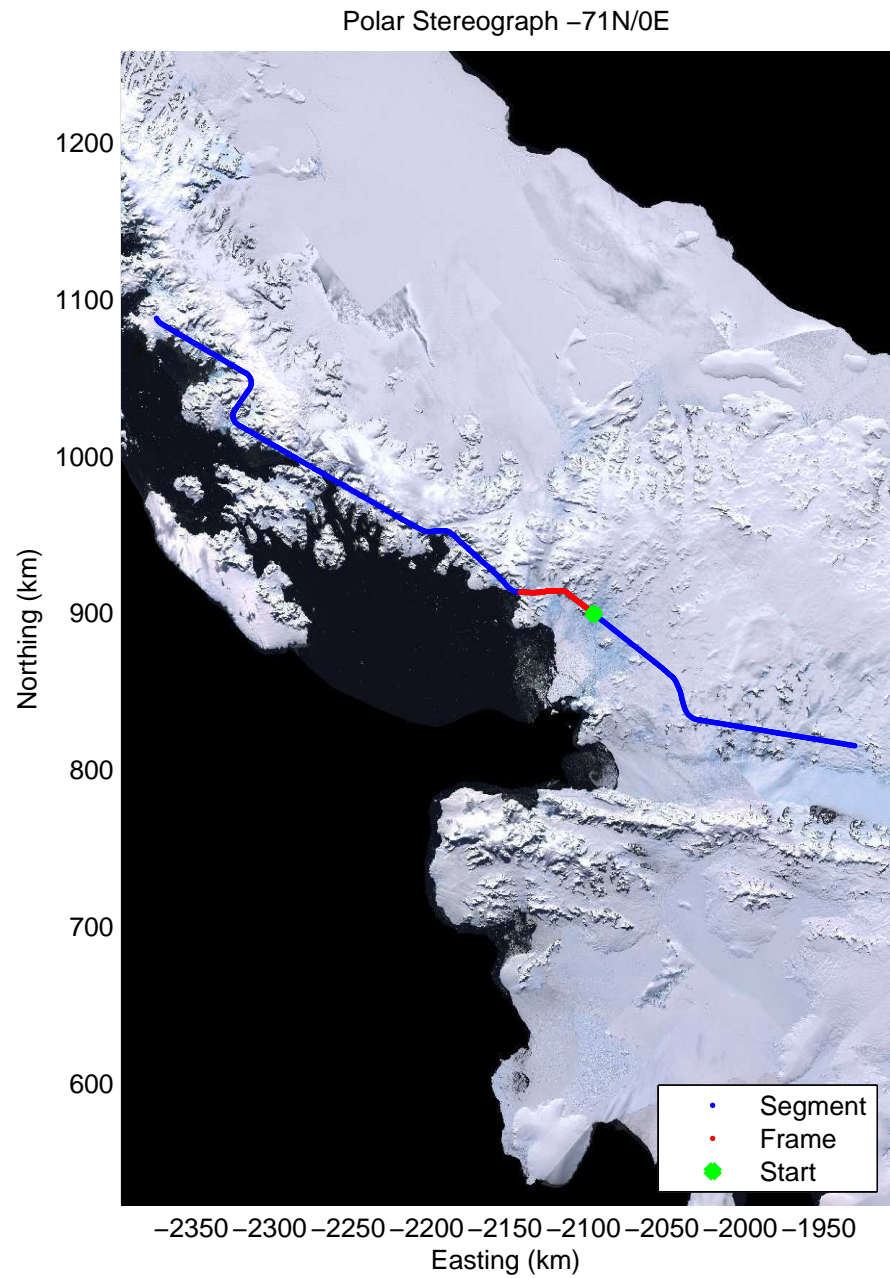 Polar Stereograph −71N/0E
1200
1100
1000
900
800
700
600
Northing (km)
−2350 −2300 −2250 −2200 −2150 −2100 −2050 −2000 −1950
Easting (km)
Segment
Frame
Start